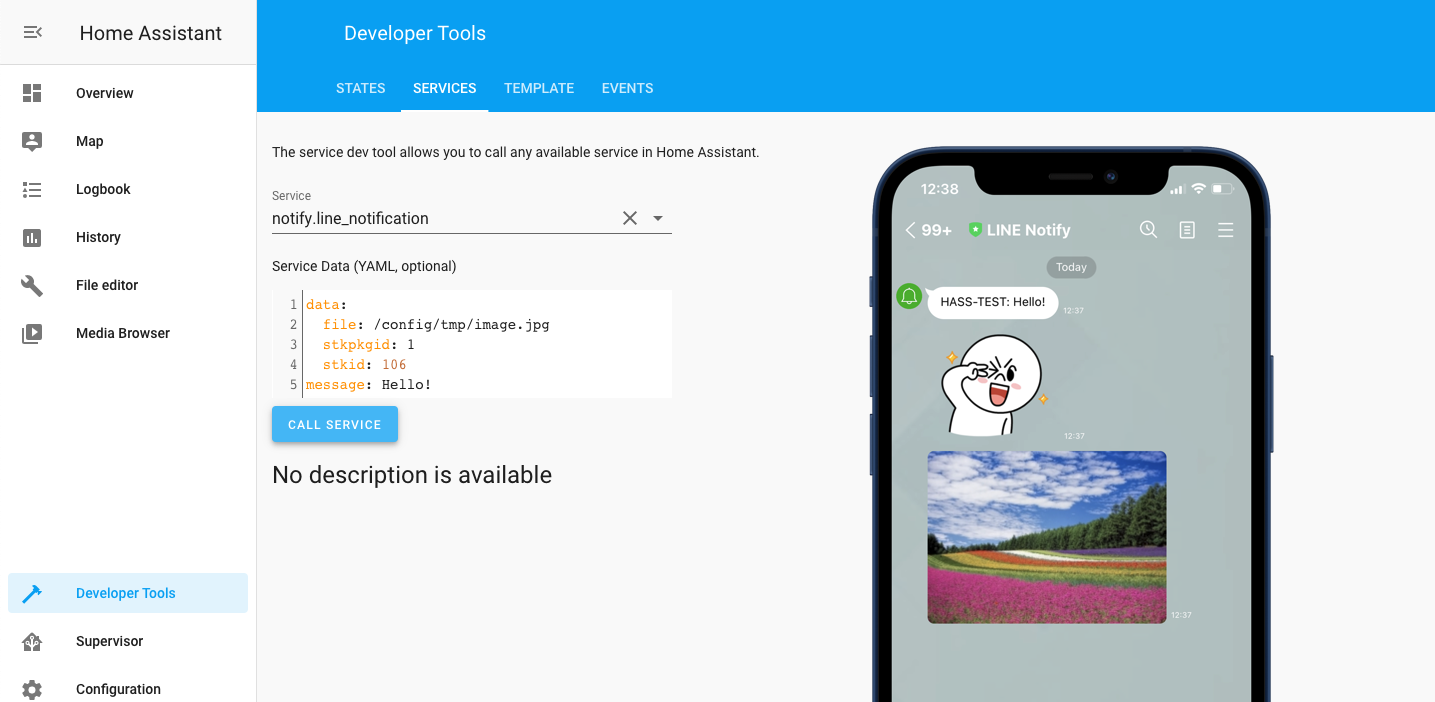 Home Assistant
Overview
Map
Logbook
History
File editor
Media Browser
Developer Tools
Supervisor
Configuration
Developer Tools
STATES SERVICES TEMPLATE EVENTS
The service dev tool allows you to call any available service in Home Assistant.
Service
notify.line_notification
Service Data (YAML, optional)
1 data:
2 file: /config/tmp/image.jpg
3 stkpkgid: 1
4 stkid: 106
5 message: Hello!
CALL SERVICE
No description is available
12:38
99+ LINE Notify
Today
HASS-TEST: Hello!
12:37
12:37
12:37